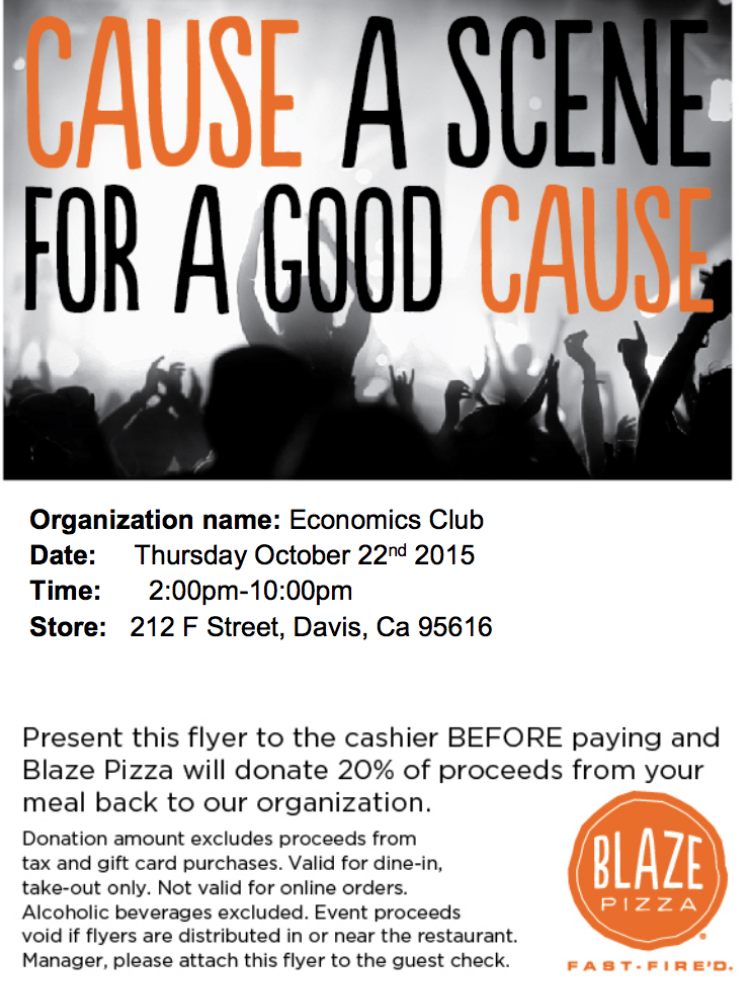 CAUSE A SCENE
FOR A GOOD CAUSE
Organization name: Economics Club
Date: Thursday October 22nd 2015
Time: 2:00pm-10:00pm
Store: 212 F Street, Davis, Ca 95616
Present this flyer to the cashier BEFORE paying and
Blaze Pizza will donate 20% of proceeds from your
meal back to our organization.
Donation amount excludes proceeds from
tax and gift card purchases. Valid for dine-in,
take-out only. Not valid for online orders.
Alcoholic beverages excluded. Event proceeds
void if flyers are distributed in or near the restaurant.
Manager, please attach this flyer to the guest check.
BLAZE
PIZZA
FAST-FIRE'D.